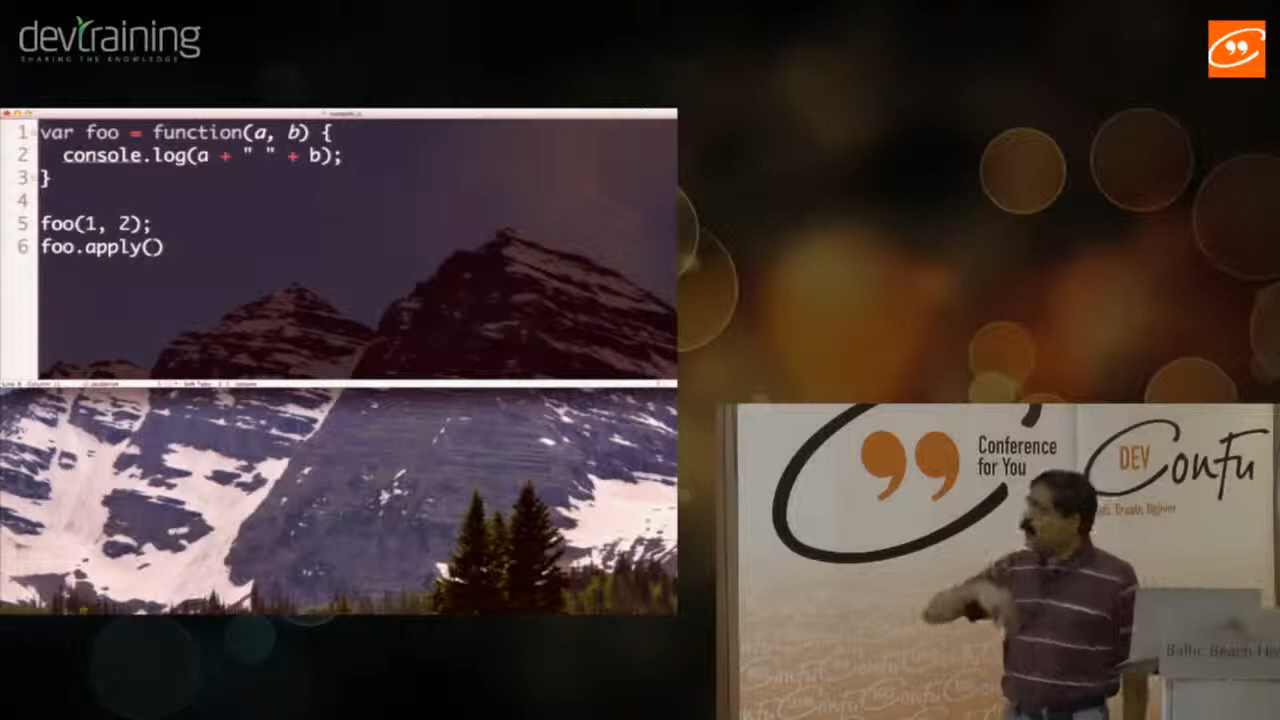 devtraining
SHARING THE KNOWLEDGE
1 var foo = function(a, b) {
2 console.log(a + " " + b);
3 }
4
5 foo(1, 2);
6 foo.apply()
Conference
for You
DEV Confu
Baltic Beach